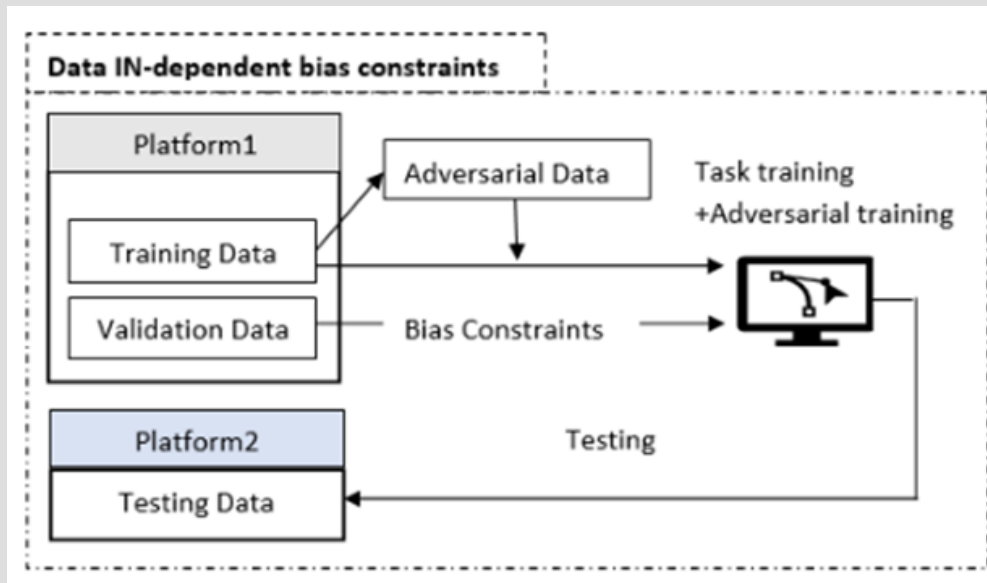 Data IN-dependent bias constraints
Platform1
Adversarial Data
Task training
+Adversarial training
Training Data
Validation Data
Bias Constraints
Platform2
Testing
Testing Data